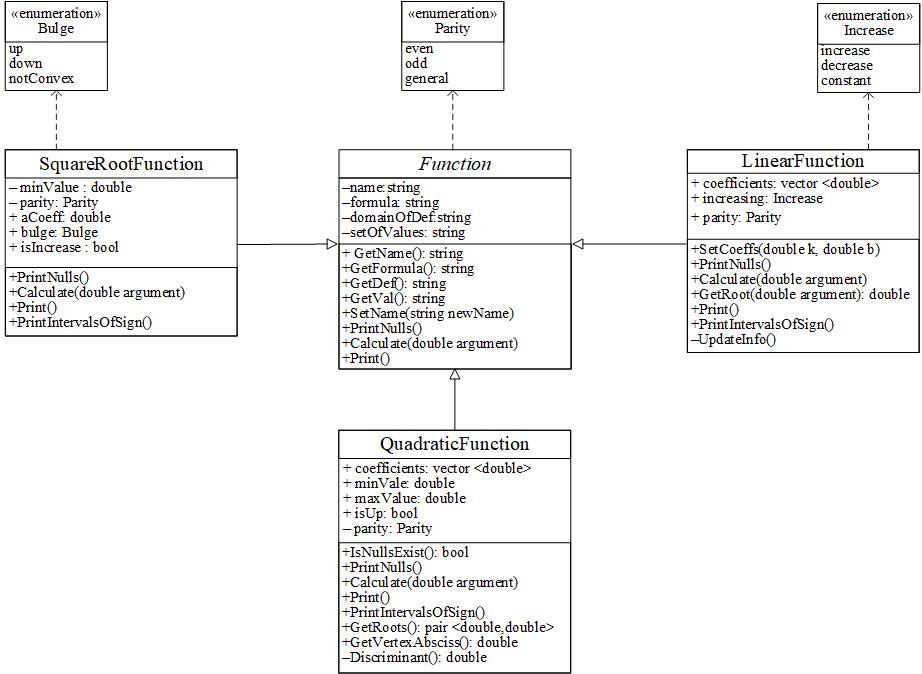 «enumeration»
Bulge
up
down
notConvex
«enumeration»
Parity
even
odd
general
«enumeration»
Increase
increase
decrease
constant
SquareRootFunction
– minValue : double
– parity: Parity
+ aCoeff: double
+ bulge: Bulge
+ isIncrease : bool
+PrintNulls()
+Calculate(double argument)
+Print()
+PrintIntervalsOfSign()
Function
–name:string
–formula: string
–domainOfDef:string
–setOfValues: string
+ GetName(): string
+GetFormula(): string
+GetDef(): string
+GetVal(): string
+SetName(string newName)
+PrintNulls()
+Calculate(double argument)
+Print()
LinearFunction
+ coefficients: vector <double>
+ increasing: Increase
+ parity: Parity
+SetCoeffs(double k, double b)
+PrintNulls()
+Calculate(double argument)
+GetRoot(double argument): double
+Print()
+PrintIntervalsOfSign()
–UpdateInfo()
QuadraticFunction
+ coefficients: vector <double>
+ minVale: double
+ maxValue: double
+ isUp: bool
– parity: Parity
+IsNullsExist(): bool
+PrintNulls()
+Calculate(double argument)
+Print()
+PrintIntervalsOfSign()
+GetRoots(): pair <double,double>
+GetVertexAbsciss(): double
–Discriminant(): double